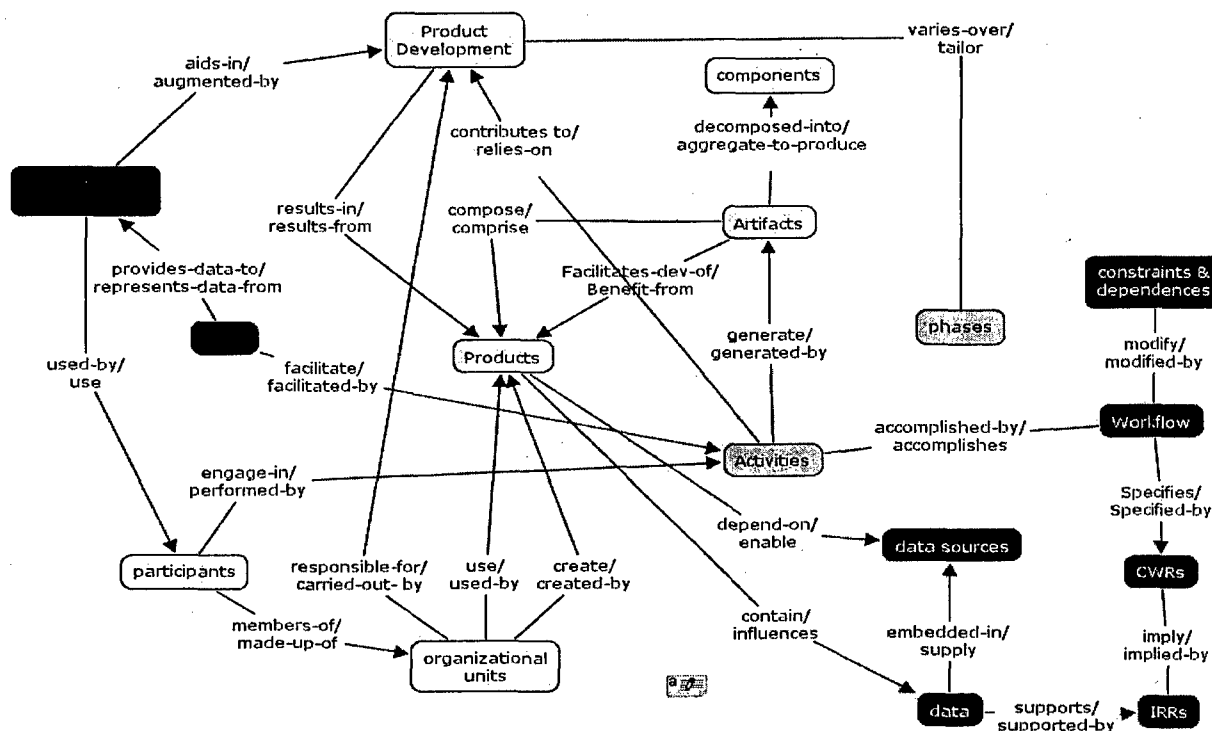 Product
Development
varies-over/
tailor
aids-in/
augmented-by
components
contributes to/
relies-on
decomposed-into/
aggregate-to-produce
results-in/
results-from
compose/
comprise
Artifacts
provides-data-to/
represents-data-from
Facilitates-dev-of/
Benefit-from
constraints &
dependences
phases
generate/
generated-by
Products
modify/
modified-by
used-by/
use
facilitate/
facilitated-by
Workflow
accomplished-by/
accomplishes
Activities
engage-in/
performed-by
Specifies/
Specified-by
depend-on/
enable
data sources
participants
responsible-for/
carried-out- by
use/
used-by
create/
created-by
CWRs
members-of/
made-up-of
contain/
influences
embedded-in/
supply
imply/
implied-by
organizational
units
a
data
supports/
supported-by
IRRs